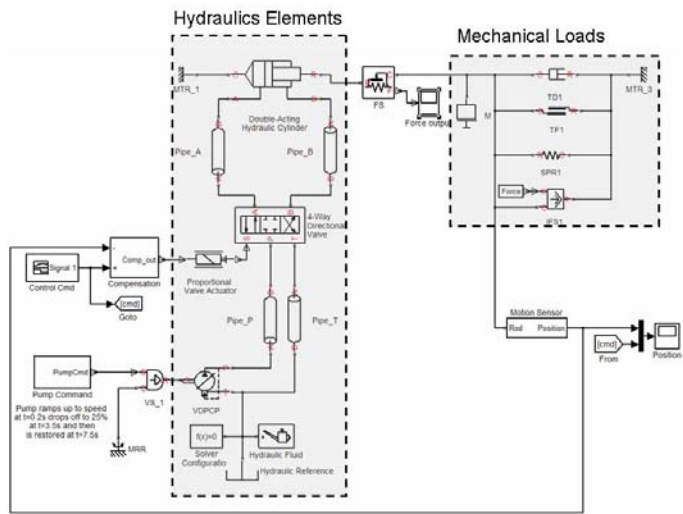 Hydraulics Elements
Mechanical Loads
MTR_1
Double-Acting
Hydraulic Cylinder
FS
Force output
M
TD1
MTR_3
TF1
SPR1
Force
IFS1
Pipe_A
Pipe_B
A
B
S
P
T
4-Way
Directional
Valve
Signal 1
Control Cmd
-
+
Comp_out
Compensation
[cmd]
Goto
Proportional
Valve Actuator
Pipe_P
Pipe_T
Motion Sensor
Rod
Position
[cmd]
From
Position
PumpCmd
Pump Command
Pump ramps up to speed
at t=0.2s drops off to 25%
at t=3.5s and then
is restored at t=7.5s
VS_1
MRR
VDPCP
f(x)=0
Solver
Configuratio
Hydraulic Fluid
Hydraulic Reference